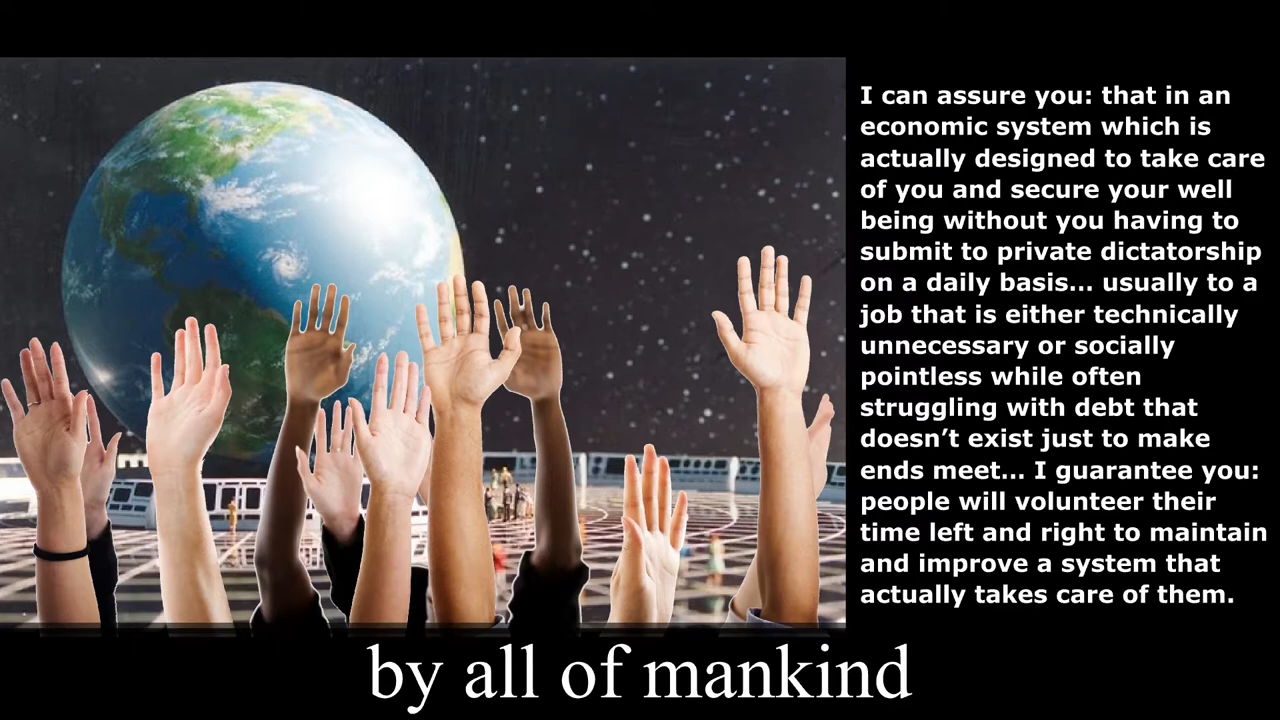 I can assure you: that in an
economic system which is
actually designed to take care
of you and secure your well
being without you having to
submit to private dictatorship
on a daily basis... usually to a
job that is either technically
unnecessary or socially
pointless while often
struggling with debt that
doesn’t exist just to make
ends meet... I guarantee you:
people will volunteer their
time left and right to maintain
and improve a system that
actually takes care of them.
by all of mankind